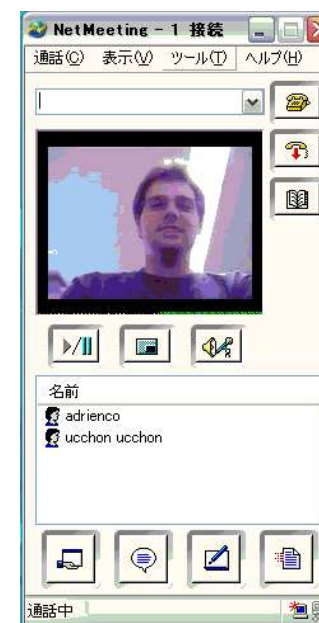 NetMeeting - 1 接続
通話(C) 表示(V) ツール(T) ヘルプ(H)
名前
adrienco
ucchon ucchon
通話中